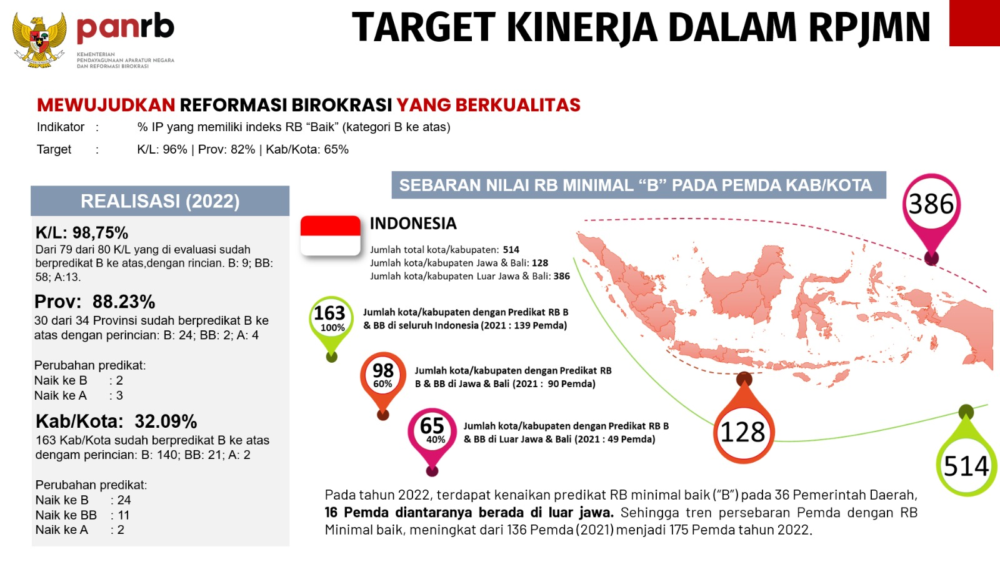 panrb
KEMENTERIAN
PENDAYAGUNAAN APARATUR NEGARA
DAN REFORMASI BIROKRASI
TARGET KINERJA DALAM RPJMN
MEWUJUDKAN REFORMASI BIROKRASI YANG BERKUALITAS
Indikator : % IP yang memiliki indeks RB “Baik” (kategori B ke atas)
Target : K/L: 96% | Prov: 82% | Kab/Kota: 65%
REALISASI (2022)
K/L: 98,75%
Dari 79 dari 80 K/L yang di evaluasi sudah
berpredikat B ke atas,dengan rincian. B: 9; BB:
58; A:13.
Prov: 88.23%
30 dari 34 Provinsi sudah berpredikat B ke
atas dengan perincian: B: 24; BB: 2; A: 4
Perubahan predikat:
Naik ke B : 2
Naik ke A : 3
Kab/Kota: 32.09%
163 Kab/Kota sudah berpredikat B ke atas
dengam perincian: B: 140; BB: 21; A: 2
Perubahan predikat:
Naik ke B : 24
Naik ke BB : 11
Naik ke A : 2
SEBARAN NILAI RB MINIMAL “B” PADA PEMDA KAB/KOTA
INDONESIA
Jumlah total kota/kabupaten: 514
Jumlah kota/kabupaten Jawa & Bali: 128
Jumlah kota/kabupaten Luar Jawa & Bali: 386
163
100%
Jumlah kota/kabupaten dengan Predikat RB B
& BB di seluruh Indonesia (2021 : 139 Pemda)
98
60%
Jumlah kota/kabupaten dengan Predikat RB
B & BB di Jawa & Bali (2021 : 90 Pemda)
65
40%
Jumlah kota/kabupaten dengan Predikat RB B
& BB di Luar Jawa & Bali (2021 : 49 Pemda)
386
128
514
Pada tahun 2022, terdapat kenaikan predikat RB minimal baik (“B”) pada 36 Pemerintah Daerah,
16 Pemda diantaranya berada di luar jawa. Sehingga tren persebaran Pemda dengan RB
Minimal baik, meningkat dari 136 Pemda (2021) menjadi 175 Pemda tahun 2022.